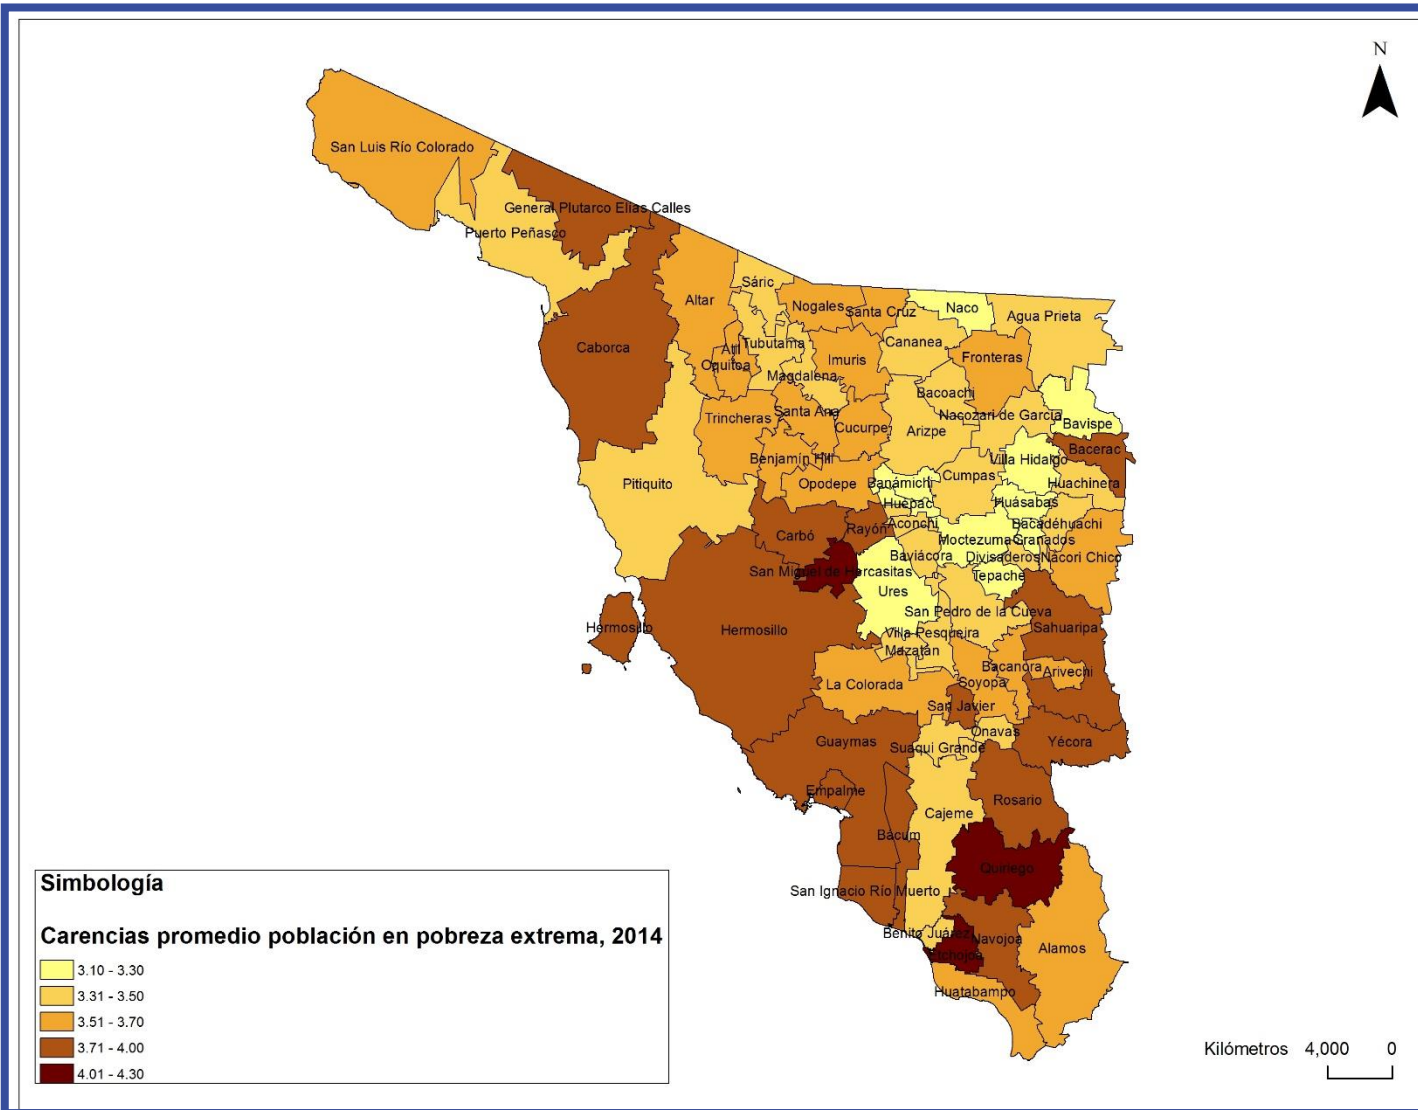 N
San Luis Río Colorado
General Plutarco Elias Calles
Puerto Peñasco
Sáric
Altar
Nogales
Santa Cruz
Naco
Agua Prieta
Caborca
Atil
Tubutama
Cananea
Oquitoa
Imuris
Fronteras
Magdalena
Bacoachi
Trincheras
Santa Ana
Nacozari de García
Cucurpe
Arizpe
Bavispe
Benjamín Hill
Villa Hidalgo
Bacerac
Pitiquito
Opodepe
Banámichi
Cumpas
Huachinera
Huépac
Huásabas
Carbó
Rayón
Aconchi
Bacadéhuachi
Moctezuma
Granados
Baviácora
Divisaderos
Nácori Chico
San Miguel de Horcasitas
Tepache
Ures
San Pedro de la Cueva
Hermosillo
Hermosillo
Villa Pesqueira
Sahuaripa
Mazatán
Bacanora
Arivechi
La Colorada
Soyopa
San Javier
Onavas
Guaymas
Suaqui Grande
Yécora
Empalme
Rosario
Cajeme
Bácum
Quiriego
San Ignacio Río Muerto
Benito Juárez
Navojoa
Etchojoa
Alamos
Huatabampo
Simbología
Carencias promedio población en pobreza extrema, 2014
3.10 - 3.30
3.31 - 3.50
3.51 - 3.70
3.71 - 4.00
4.01 - 4.30
Kilómetros 4,000 0